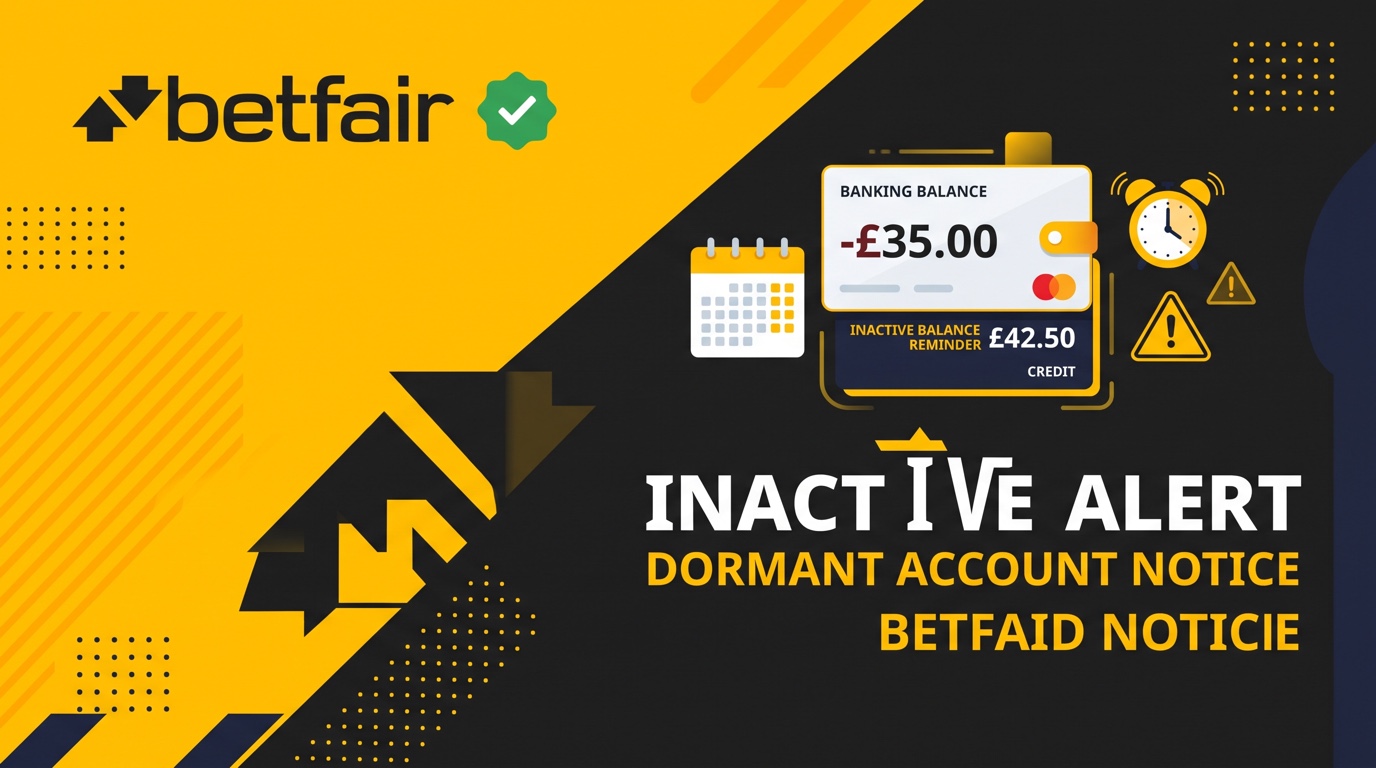 betfair
BANKING BALANCE
-£35.00
INACTIVE BALANCE
REMINDER £42.50
CREDIT
INACTIVE ALERT
DORMANT ACCOUNT NOTICE
BETFAID NOTICIE